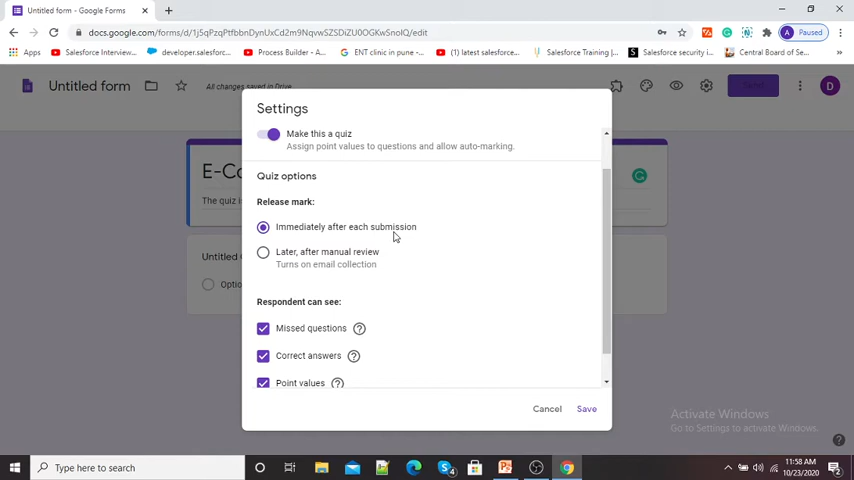 Untitled form - Google Forms
docs.google.com/forms/d/1j5qPzqPtfbbnDynUxCd2m9NqvwSZSDiZU0OGKwSnoIQ/edit
A Paused
Apps
Salesforce Interview...
developer.salesforc...
Process Builder - A...
ENT clinic in pune -...
(1) latest salesforce...
Salesforce Training |...
Salesforce security i...
Central Board of Se...
Untitled form
All changes saved in Drive
D
Settings
Make this a quiz
Assign point values to questions and allow auto-marking.
E-Co
The quiz is
Quiz options
Release mark:
Immediately after each submission
Later, after manual review
Turns on email collection
Untitled
Optio
Respondent can see:
Missed questions
Correct answers
Point values
Cancel
Save
Activate Windows
Go to Settings to activate Windows.
Type here to search
11:58 AM
10/23/2020